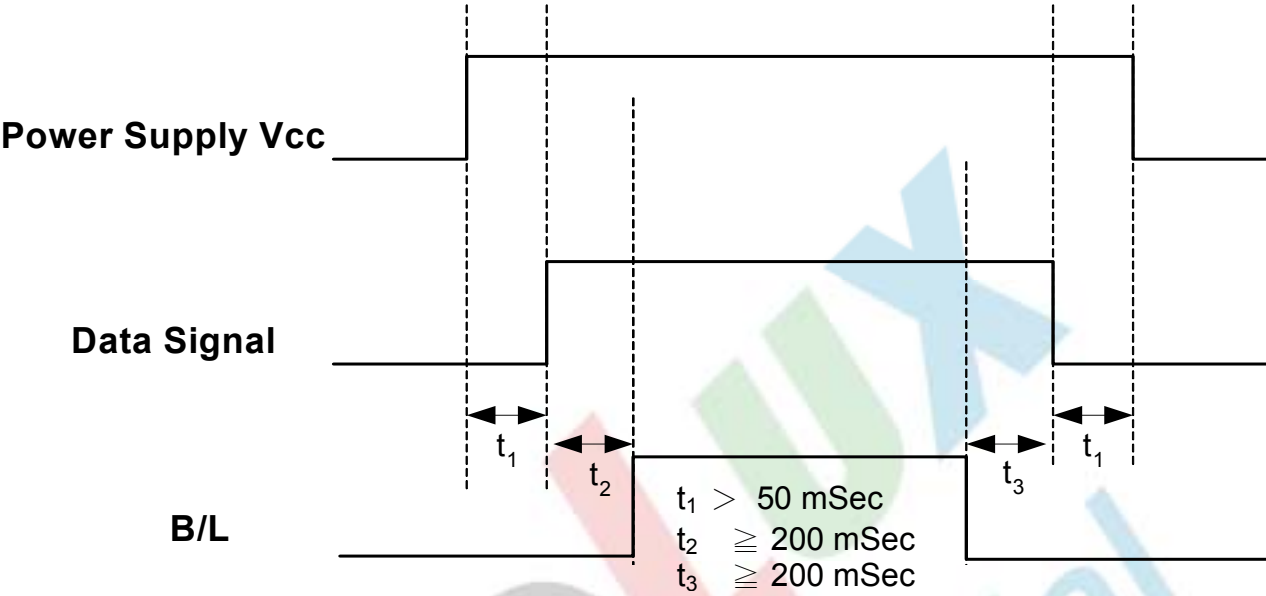 Power Supply Vcc
Data Signal
t1
t1
t2
t3
B/L
t1 > 50 mSec
t2 ≧ 200 mSec
t3 ≧ 200 mSec